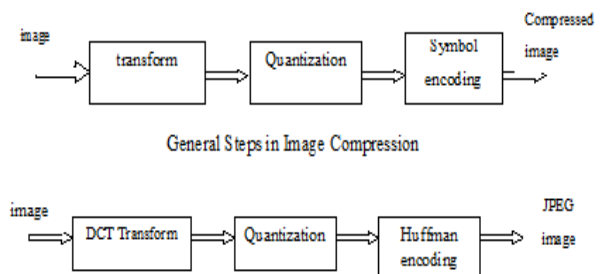 image
transform
Quantization
Symbol
encoding
Compressed
image
General Steps in Image Compression
image
DCT Transform
Quantization
Huffman
encoding
JPEG
image